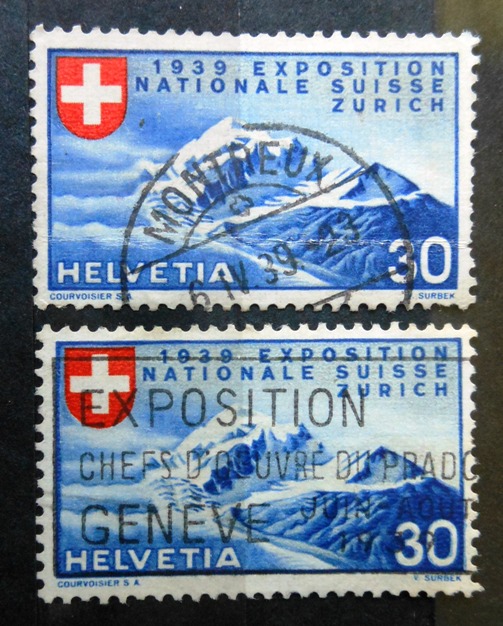 1939 EXPOSITION
NATIONALE SUISSE
ZURICH
MONTREUX
6 IV.39 -23
HELVETIA
30
COURVOISIER S.A.
V. SURBEK
1939 EXPOSITION
NATIONALE SUISSE
ZURICH
EXPOSITION
CHEFS D'OEUVRE DU PRADO
GENEVE JUIN-AOUT
HELVETIA
30
COURVOISIER S A.
V. SURBEK